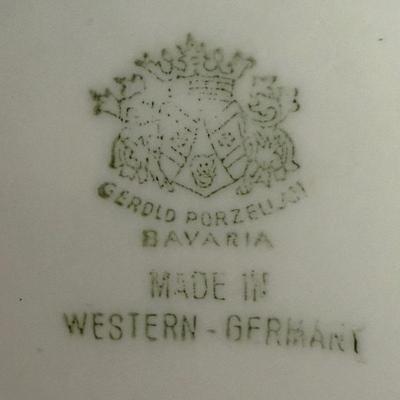 GEROLD PORZELLAN
BAVARIA
MADE IN
WESTERN-GERMANY